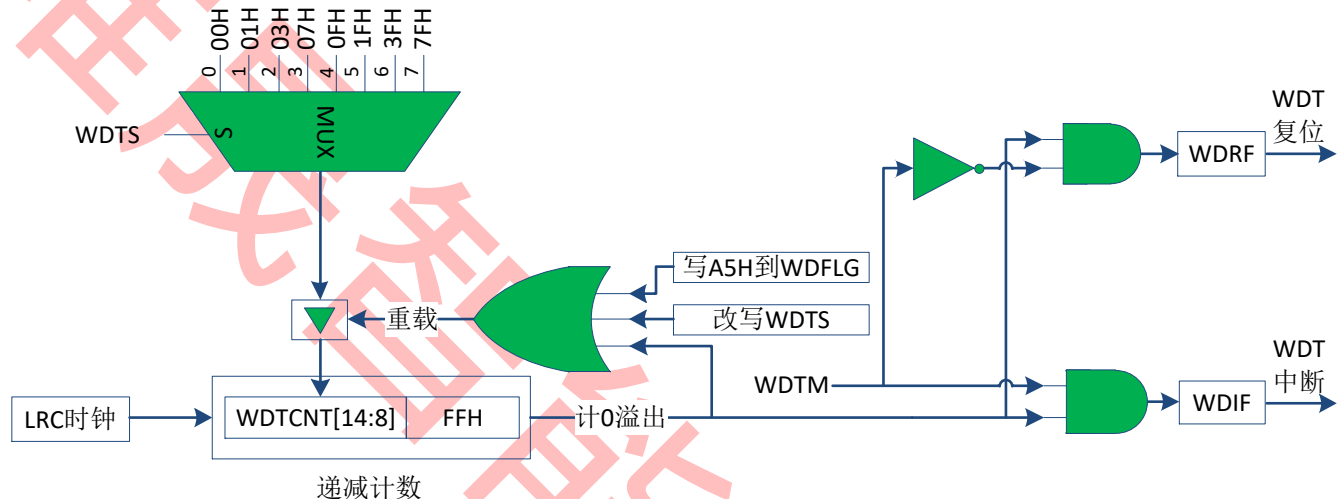 00H
01H
03H
07H
0FH
1FH
3FH
7FH
0
1
2
3
4
5
6
7
WDTS
S
MUX
WDT
复位
WDRF
写A5H到WDFLG
重载
改写WDTS
WDTM
WDT
中断
LRC时钟
WDTCNT[14:8]
FFH
计0溢出
WDIF
递减计数